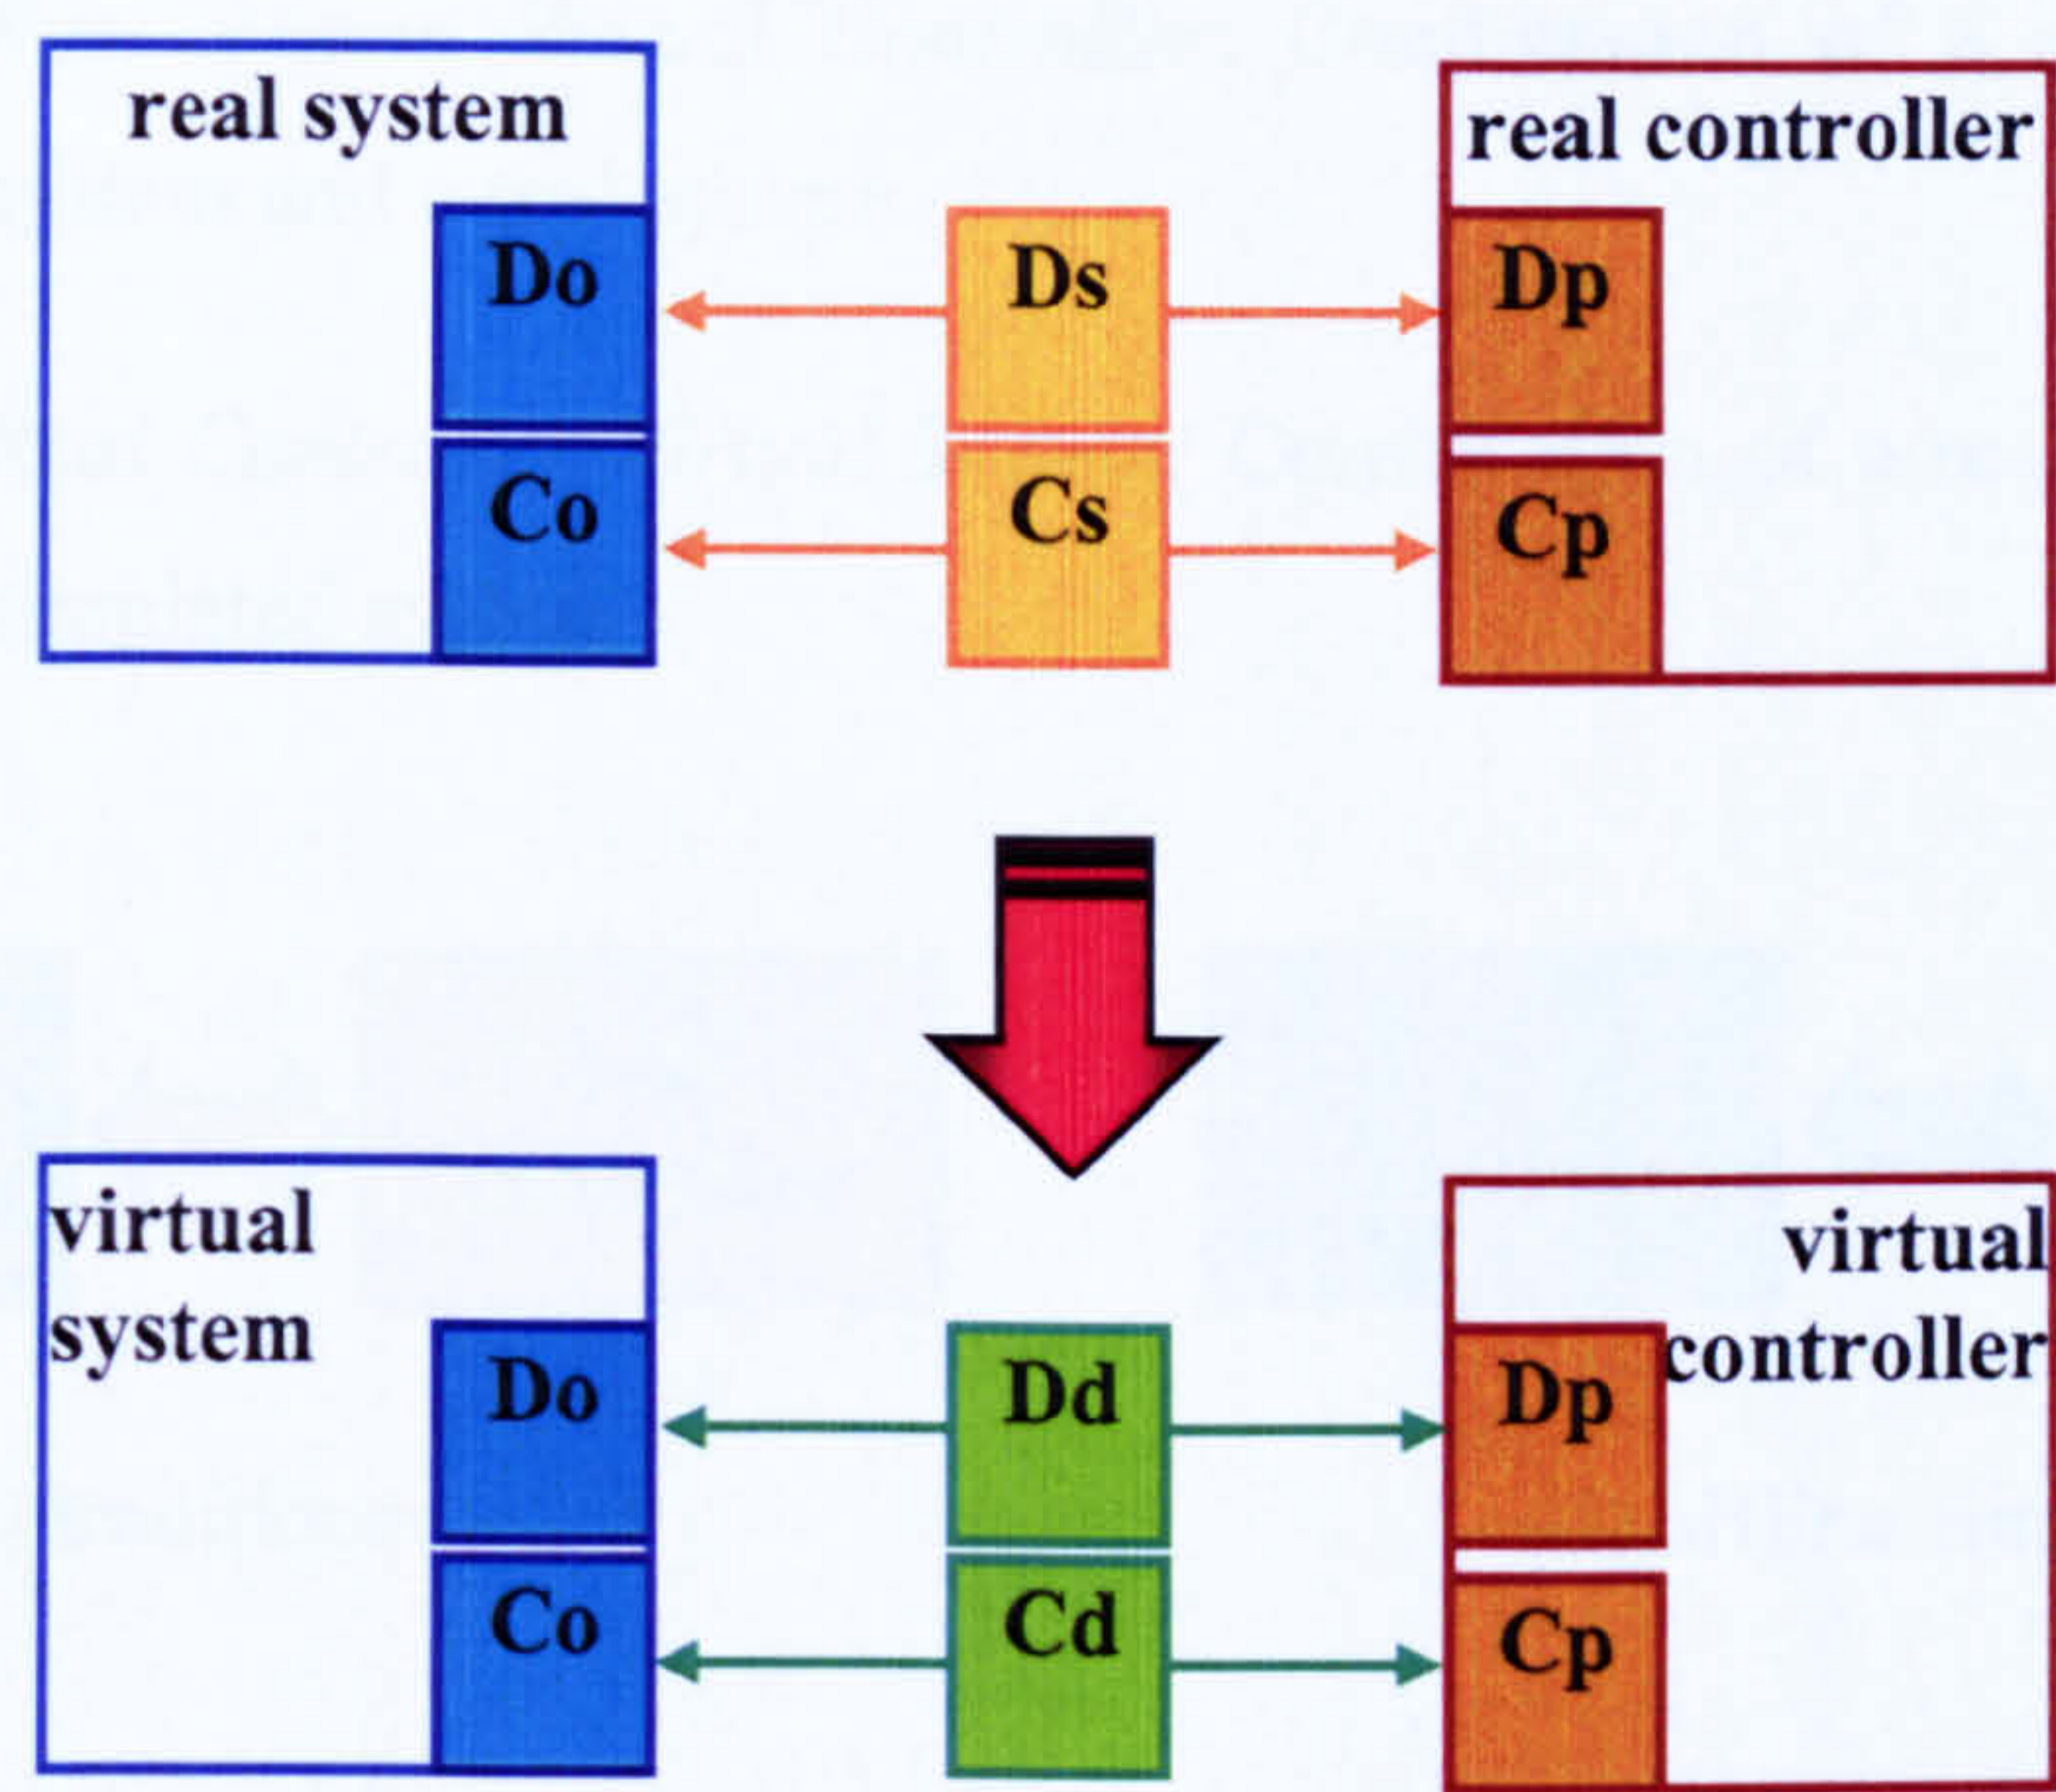 real system
real controller
Do
Ds
Dp
Co
Cs
Cp
virtual
system
virtual
controller
Do
Dd
Dp
Co
Cd
Cp